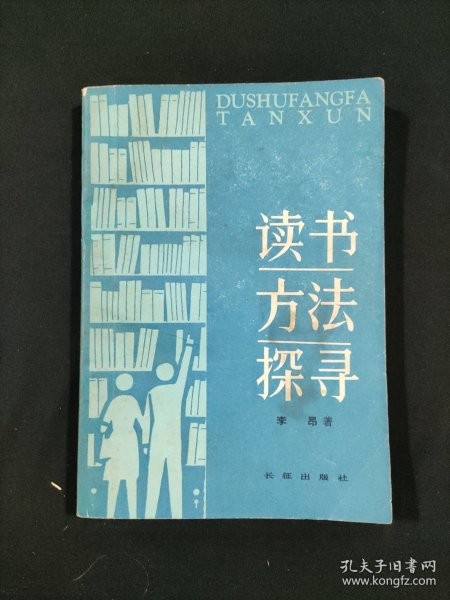 DUSHUFANGFA
TANXUN
读书
方法
探寻
李昂著
长征出版社
孔夫子旧书网
www.kongfz.com